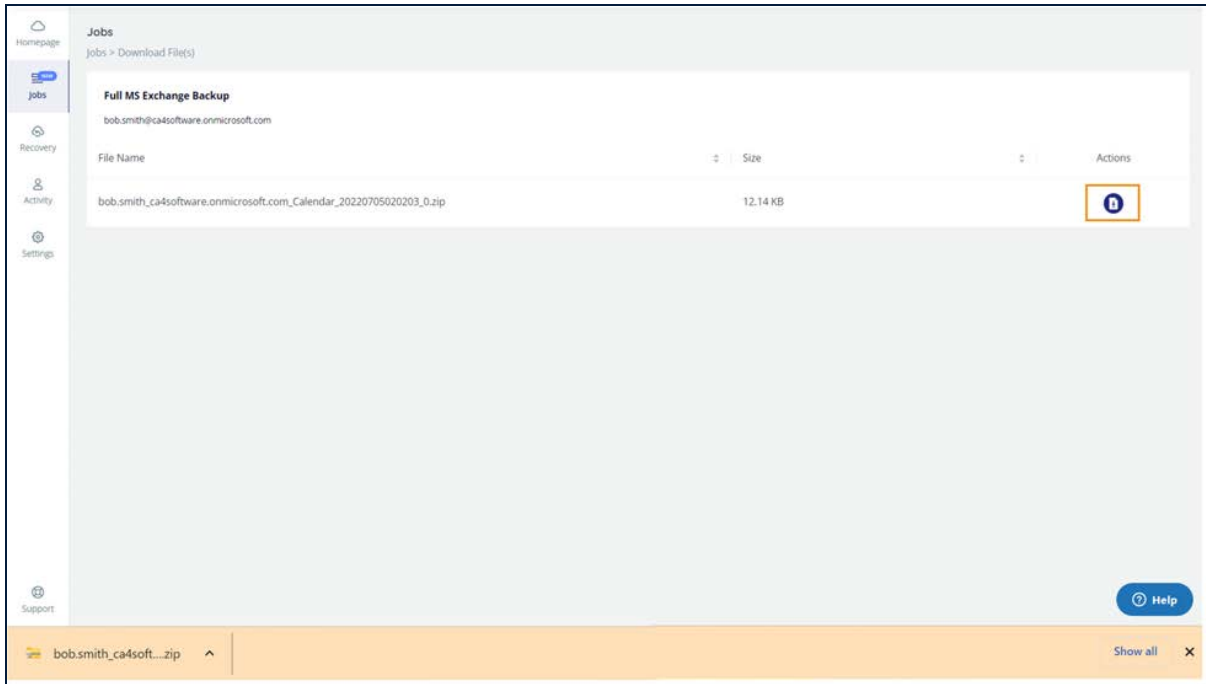 Homepage
Jobs
Recovery
Activity
Settings
Support
Jobs
Jobs > Download File(s)
Full MS Exchange Backup
bob.smith@ca4software.onmicrosoft.com
File Name Size Actions
bob.smith_ca4software.onmicrosoft.com_Calendar_20220705020203_0.zip 12.14 KB
Help
bob.smith_ca4soft....zip Show all